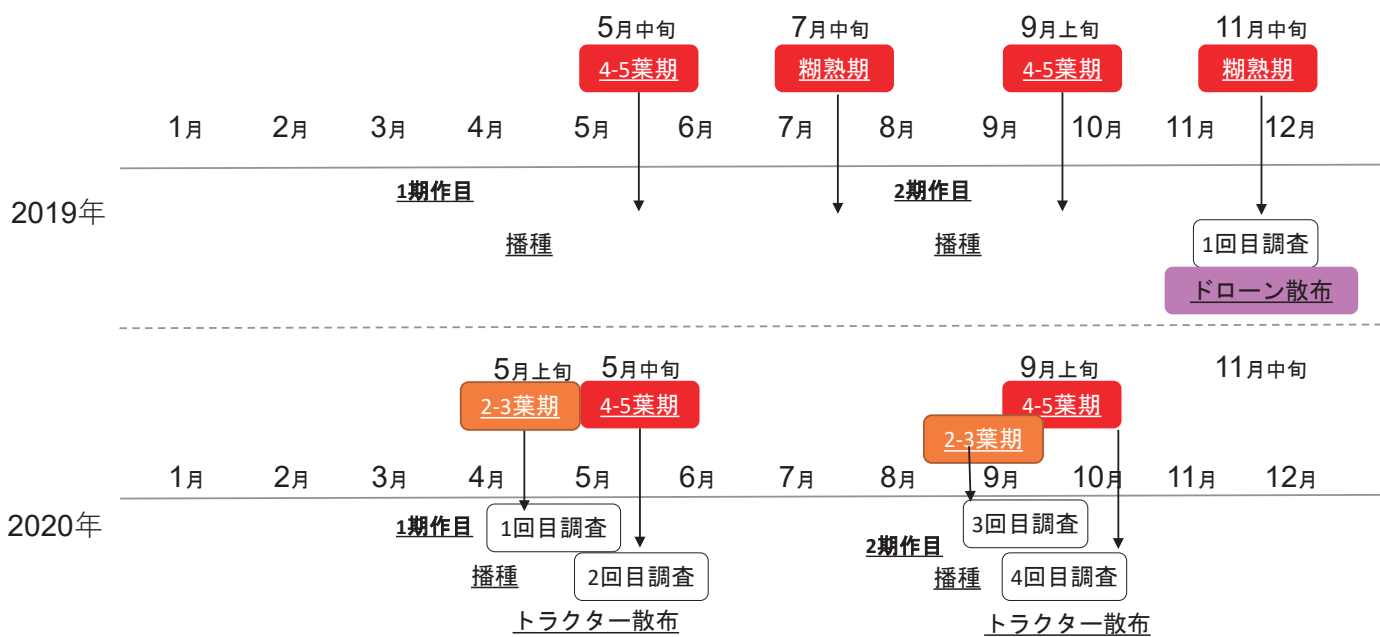 5月中旬 7月中旬 9月上旬 11月中旬
4-5葉期 糊熟期 4-5葉期 糊熟期
1月 2月 3月 4月 5月 6月 7月 8月 9月 10月 11月 12月
1期作目 2期作目
2019年
播種 播種 1回目調査
ドローン散布
5月上旬 5月中旬 9月上旬 11月中旬
2-3葉期 4-5葉期 4-5葉期
2-3葉期
1月 2月 3月 4月 5月 6月 7月 8月 9月 10月 11月 12月
2020年 1期作目 1回目調査 3回目調査
2期作目
播種 2回目調査 播種 4回目調査
トラクター散布 トラクター散布